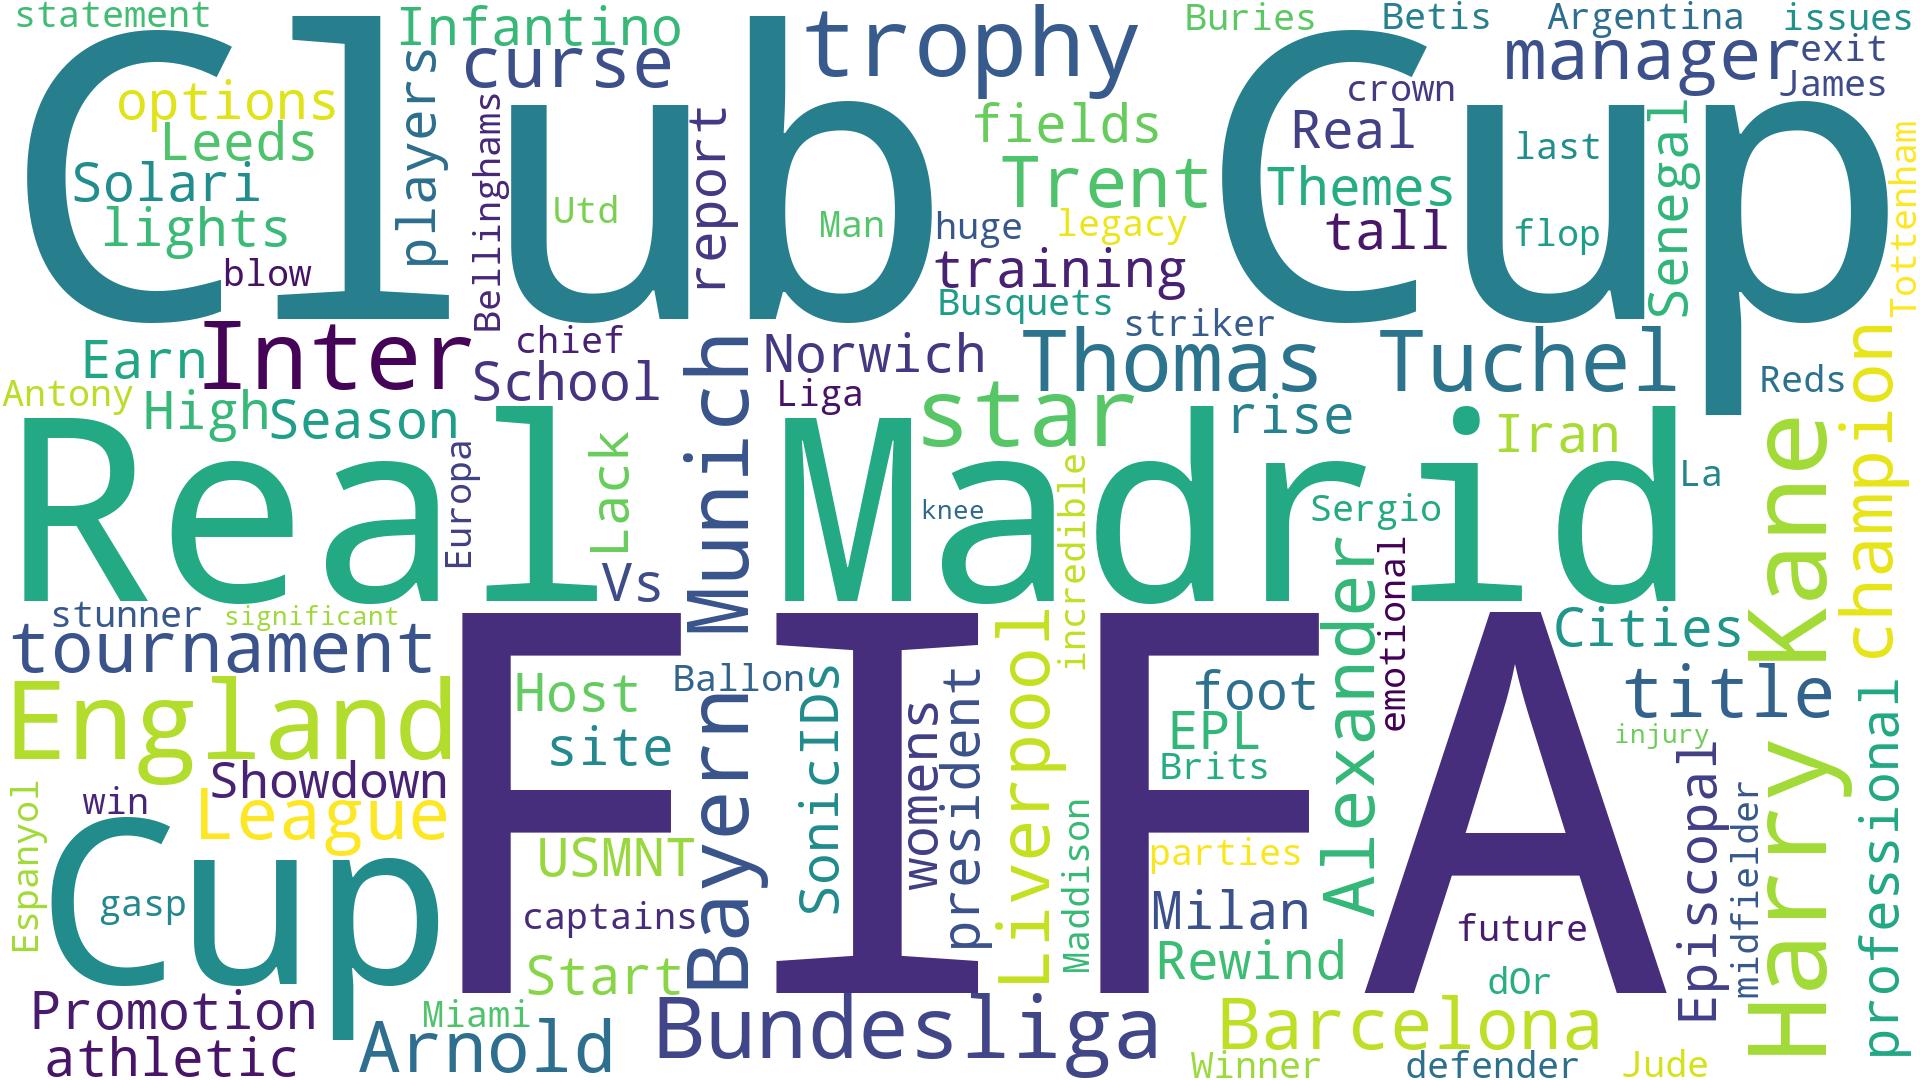 statement
Infantino
trophy
Buries
Betis
Argentina
issues
Club Cup
players
curse
manager
exit
options
Bellinghams
report
fields
crown
James
Leeds
Real
last
Senegal
Tottenham
Solari
Trent
Themes
lights
Utd
Man
huge
legacy
tall
flop
blow
training
Busquets
striker
Earn
Inter
chief
Munich
Norwich
Thomas
Tuchel
Reds
champion
Antony
High
Season
School
Liga
star
rise
Iran
Real Madrid
Europa
Lack
Vs
knee
incredible
Sergio
La
Harry Kane
stunner
significant
tournament
FIFA
Alexander
emotional
Cities
England
Host
Ballon
Bayern
SonicIDs
womens
president
Liverpool
foot
title
professional
site
EPL
Brits
injury
Showdown
win
League
Espanyol
Cup
USMNT
Maddison
parties
Episcopal
midfielder
gasp
captains
Milan
future
Start
Rewind
dOr
Promotion
Miami
Arnold
Bundesliga
Barcelona
athletic
Winner
defender
Jude